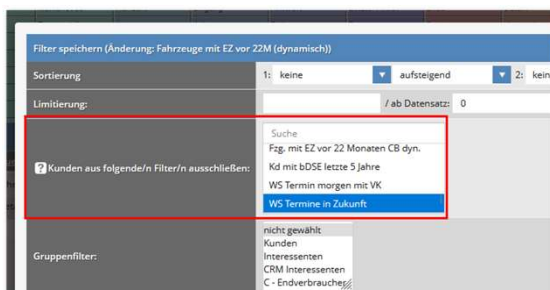 Filter speichern (Änderung: Fahrzeuge mit EZ vor 22M (dynamisch))
Sortierung 1: keine aufsteigend 2: kein
Limitierung: / ab Datensatz: 0
Suche
Fzg. mit EZ vor 22 Monaten CB dyn.
? Kunden aus folgende/n Filter/n ausschließen: Kd mit bDSE letzte 5 Jahre
WS Termin morgen mit VK
WS Termine in Zukunft
nicht gewählt
Kunden
Gruppenfilter: Interessenten
CRM Interessenten
C - Endverbraucher